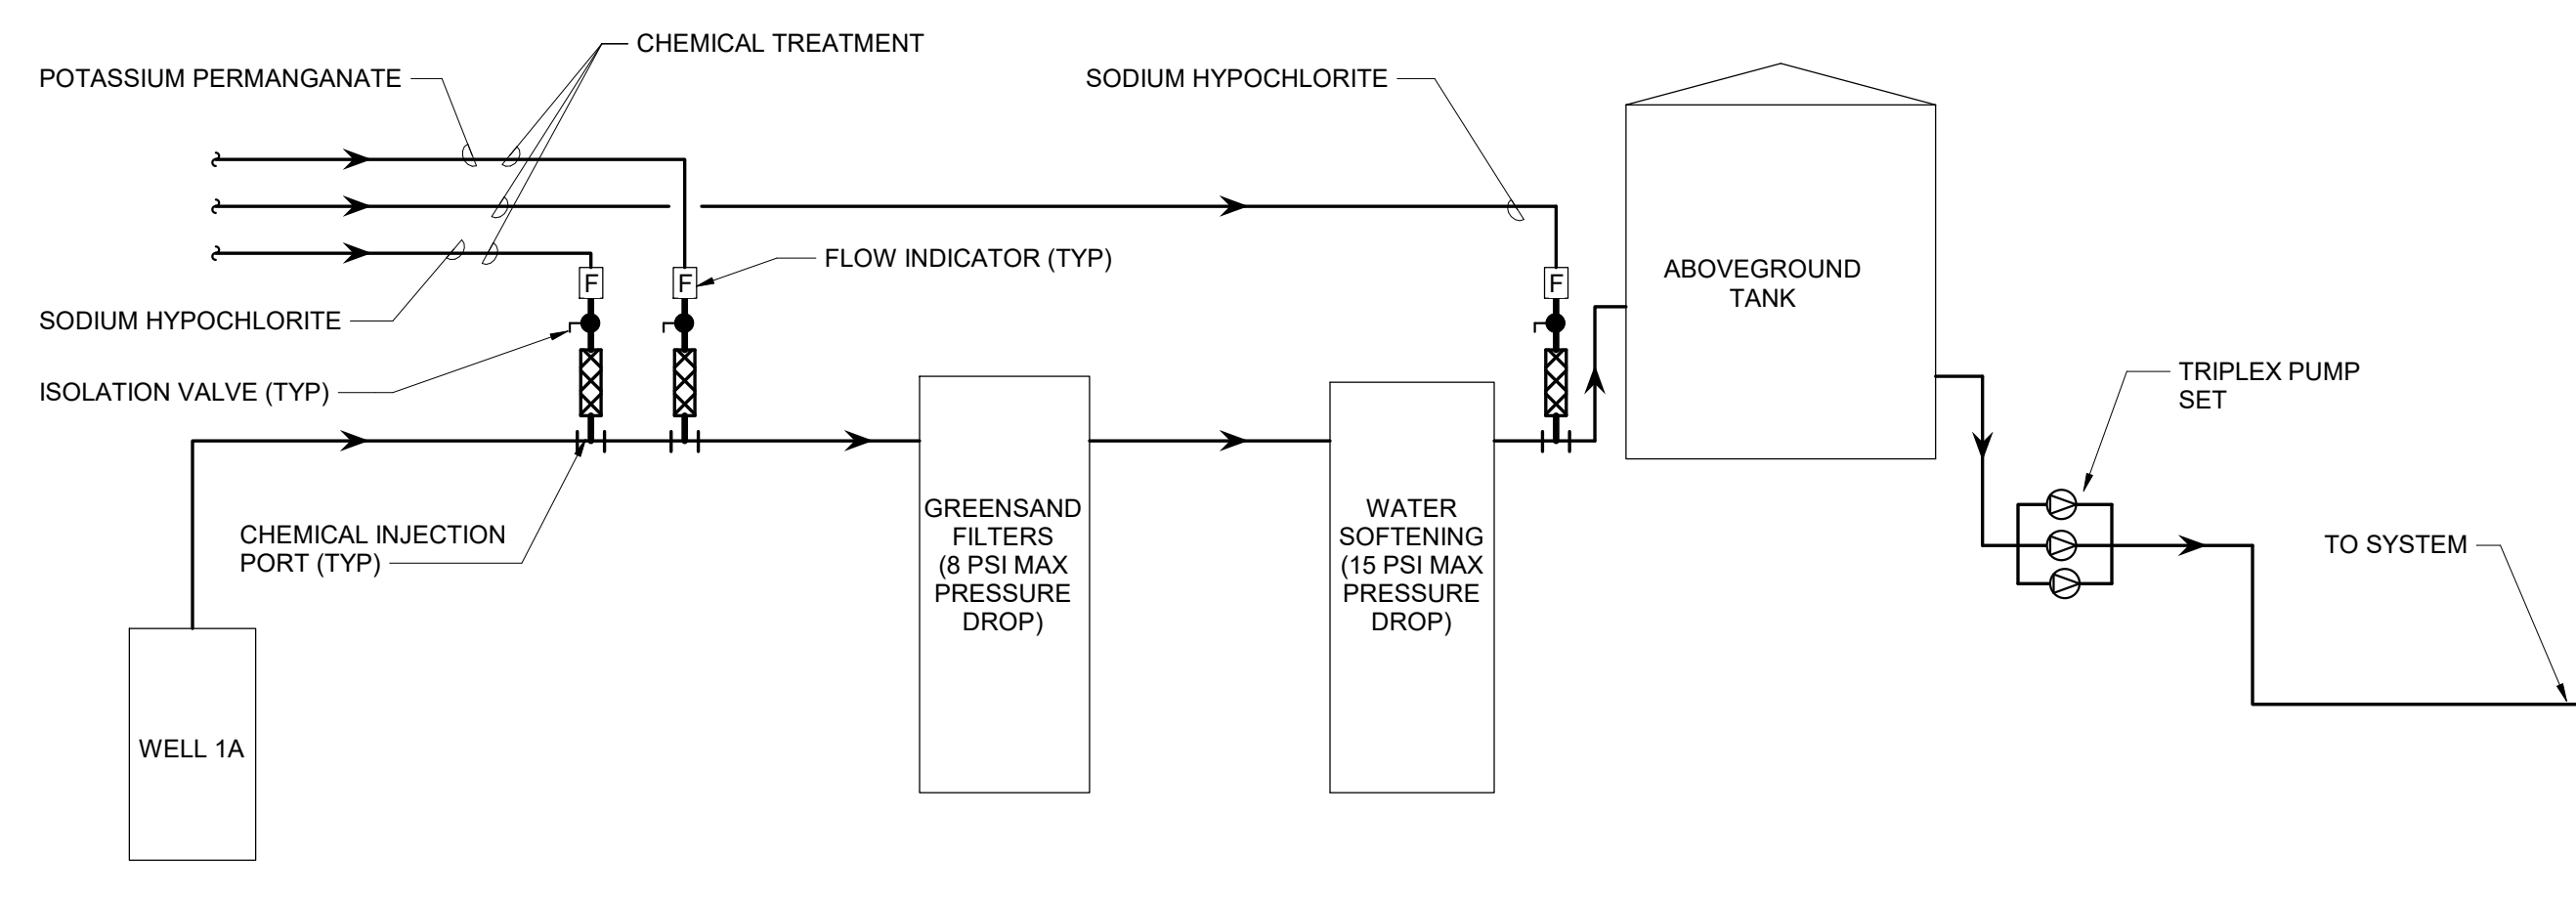 CHEMICAL TREATMENT
POTASSIUM PERMANGANATE
SODIUM HYPOCHLORITE
FLOW INDICATOR (TYP)
F
F
F
ABOVEGROUND
TANK
SODIUM HYPOCHLORITE
ISOLATION VALVE (TYP)
TRIPLEX PUMP
SET
GREENSAND
FILTERS
(8 PSI MAX
PRESSURE
DROP)
WATER
SOFTENING
(15 PSI MAX
PRESSURE
DROP)
CHEMICAL INJECTION
PORT (TYP)
TO SYSTEM
WELL 1A